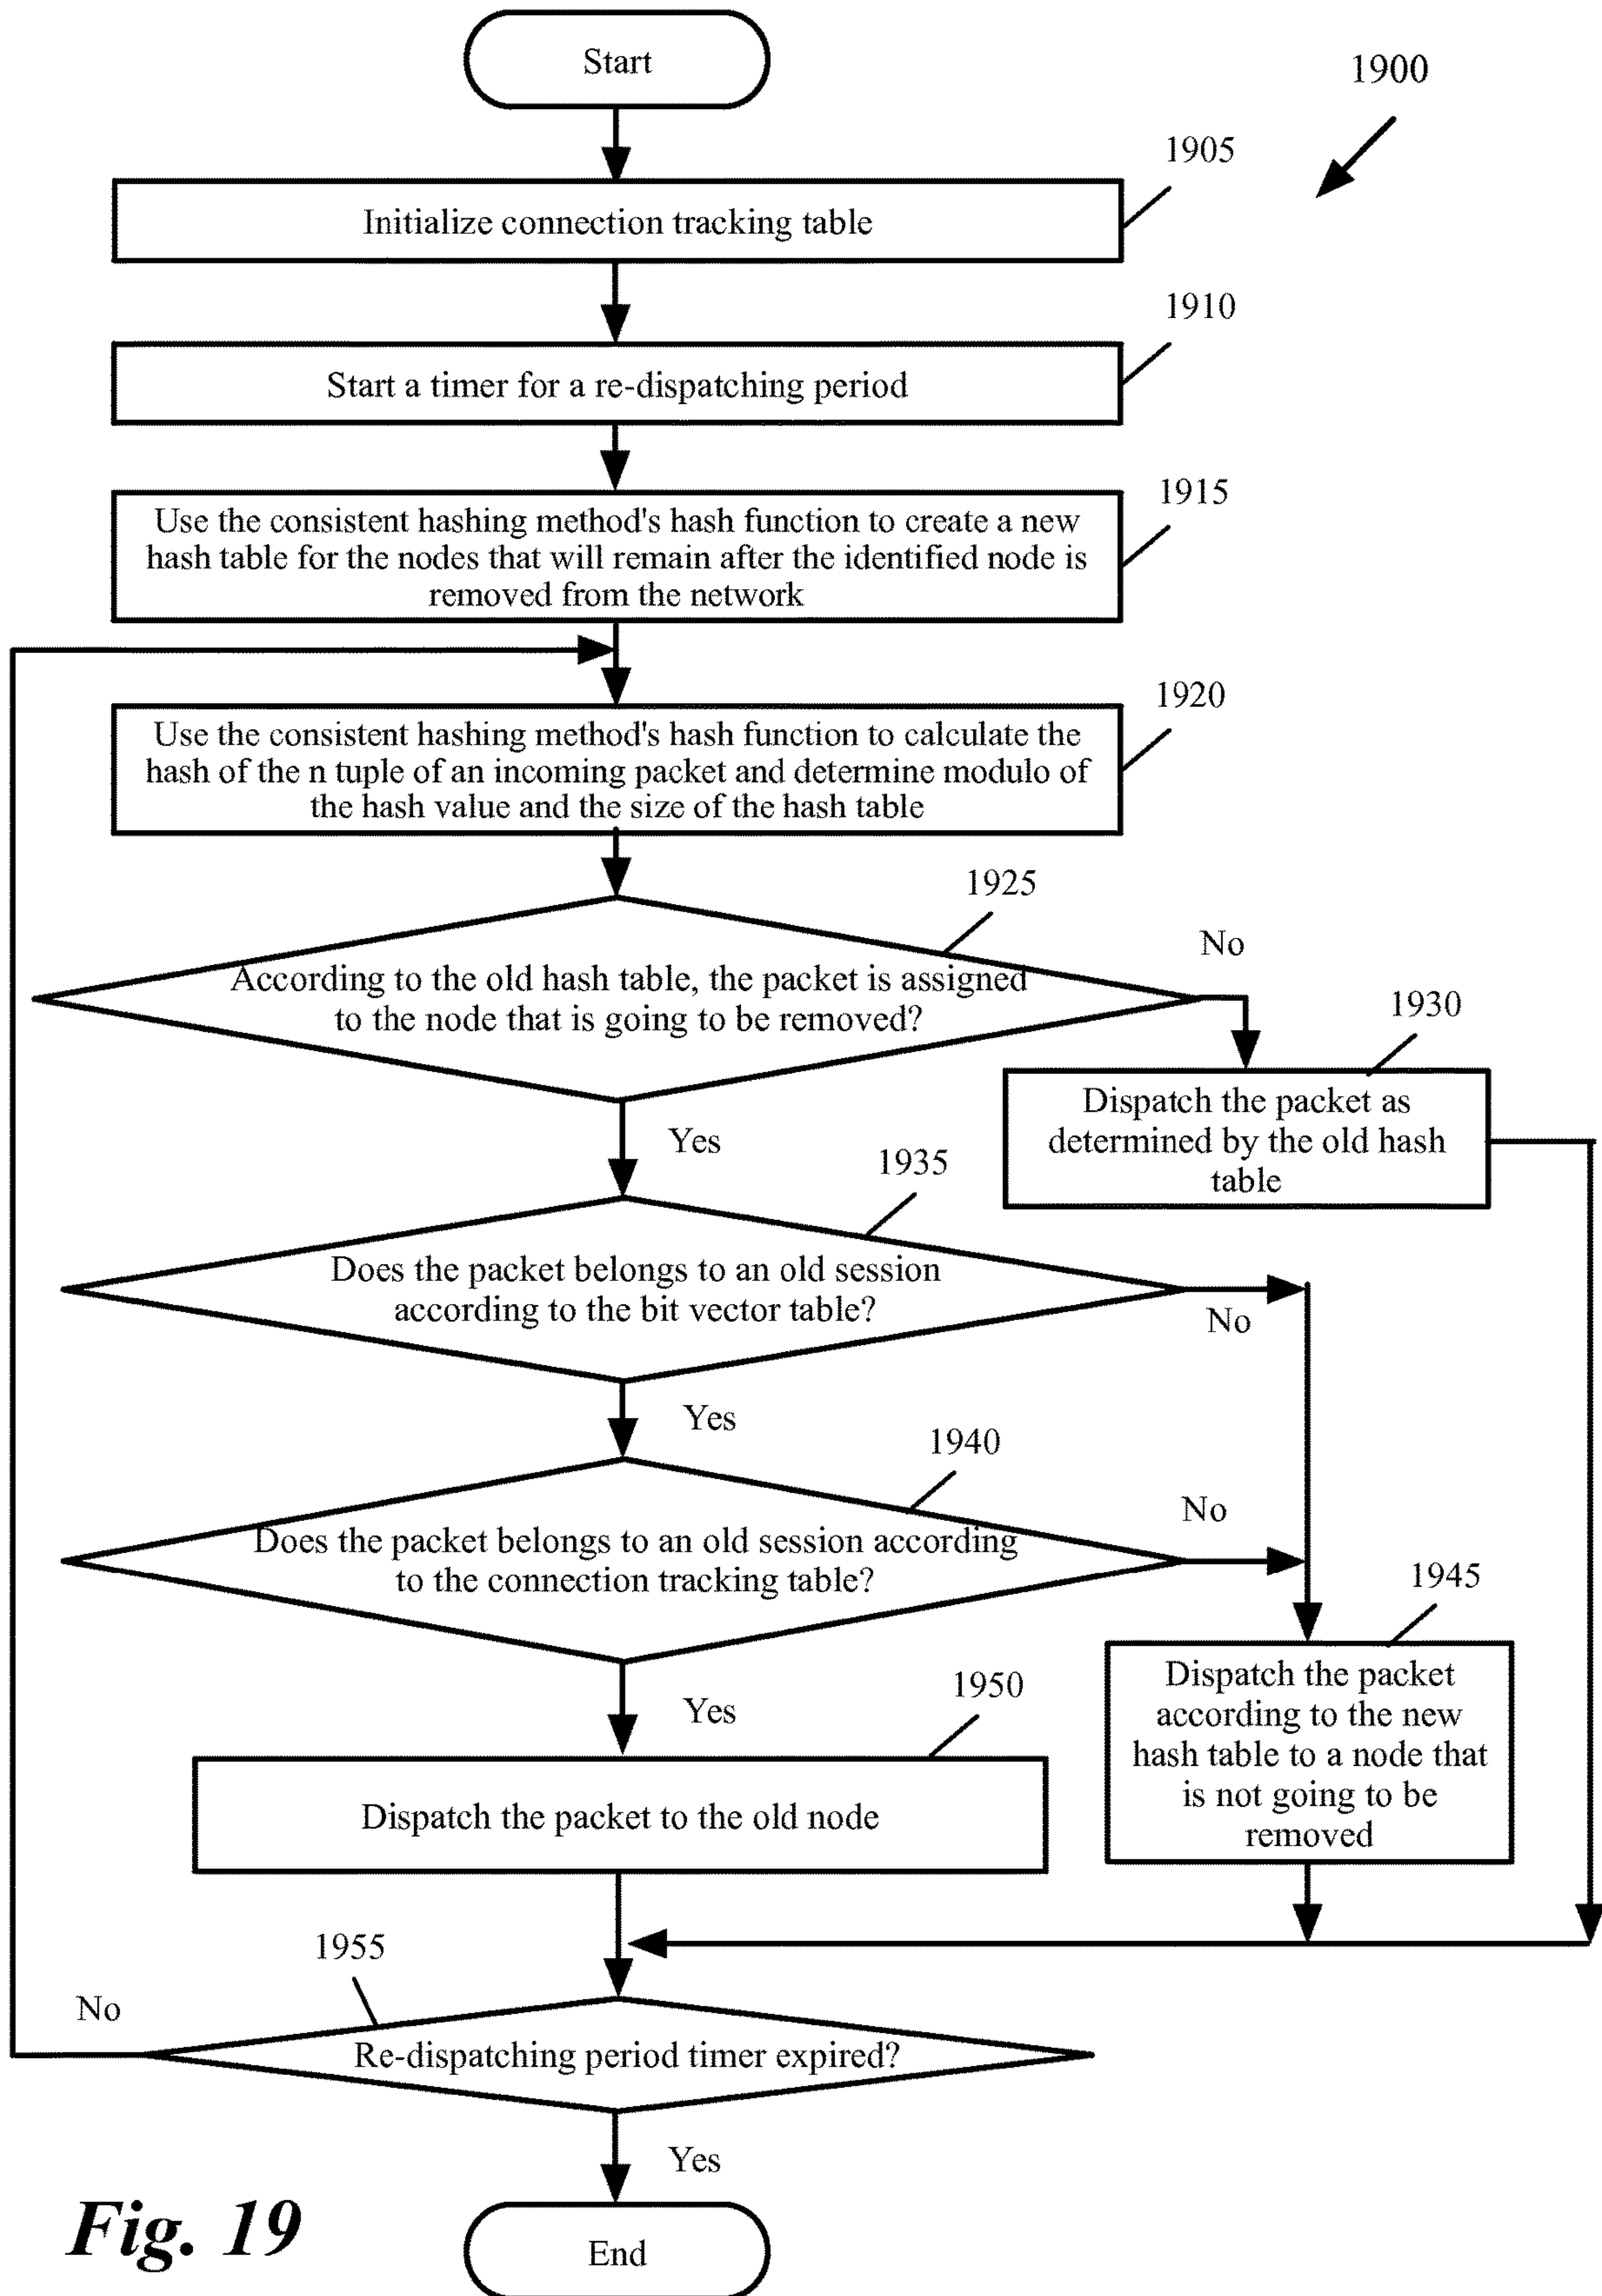 Start
1900
1905
Initialize connection tracking table
1910
Start a timer for a re-dispatching period
1915
Use the consistent hashing method's hash function to create a new
hash table for the nodes that will remain after the identified node is
removed from the network
1920
Use the consistent hashing method's hash function to calculate the
hash of the n tuple of an incoming packet and determine modulo of
the hash value and the size of the hash table
1925
No
According to the old hash table, the packet is assigned
to the node that is going to be removed?
1930
Dispatch the packet as
determined by the old hash
table
Yes
1935
Does the packet belongs to an old session
according to the bit vector table?
No
Yes
1940
No
Does the packet belongs to an old session according
to the connection tracking table?
1945
Dispatch the packet
according to the new
hash table to a node that
is not going to be
removed
Yes
1950
Dispatch the packet to the old node
1955
No
Re-dispatching period timer expired?
Yes
Fig. 19
End